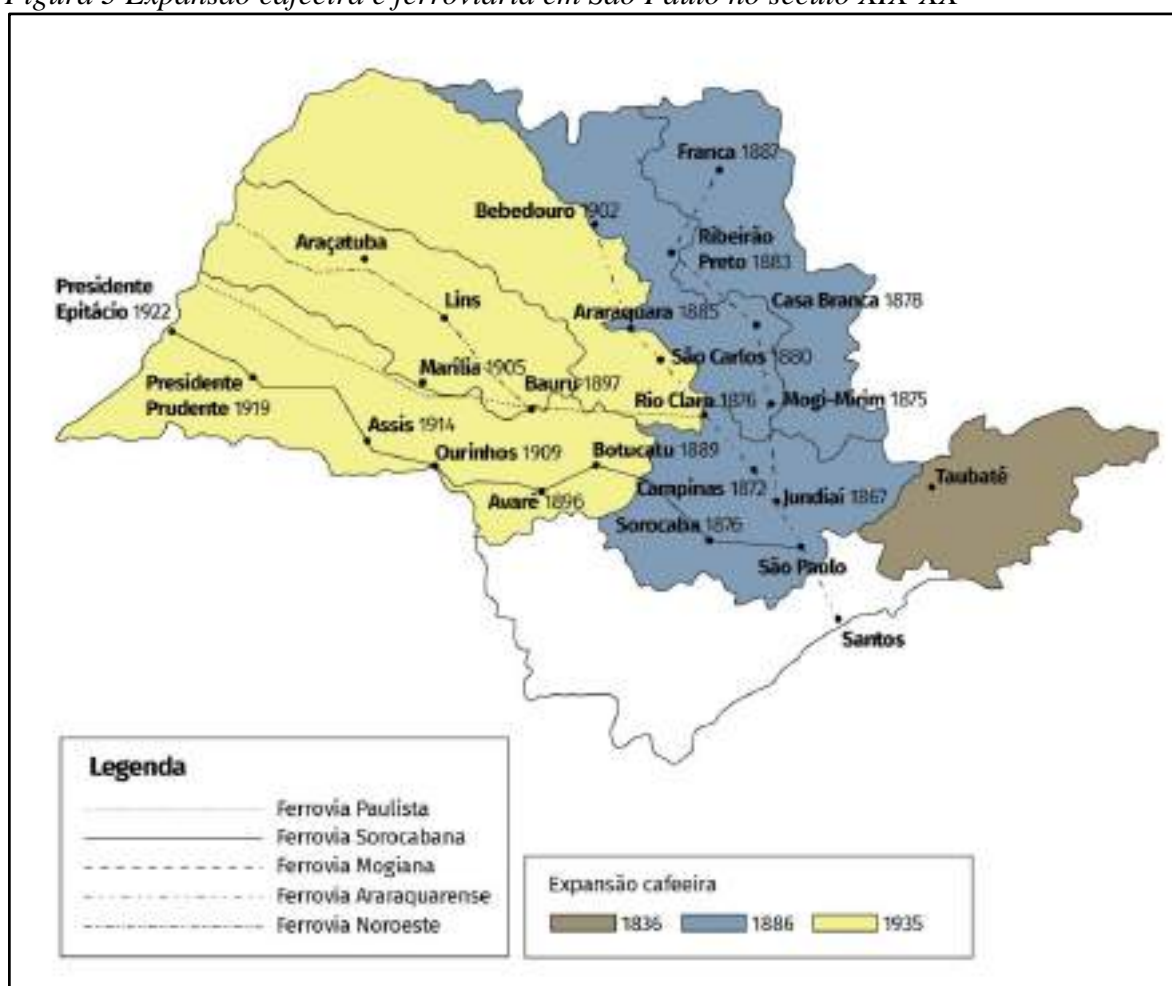 Figura 3 Expansão cafeeira e ferroviária em São Paulo no século XIX-XX
Franca 1887
Bebedouro 1902
Ribeirão
Preto 1883
Araçatuba
Casa Branca 1878
Presidente
Epitácio 1922
Lins
Araraquara 1885
São Carlos 1880
Marília 1905
Bauru 1897
Rio Clara 1876
Mogi-Mirim 1875
Presidente
Prudente 1919
Assis 1914
Ourinhos 1909
Botucatu 1889
Taubaté
Campinas 1872
Jundiaí 1867
Avaré 1896
Sorocaba 1876
São Paulo
Santos
Legenda
Ferrovia Paulista
Ferrovia Sorocabana
Ferrovia Mogiana
Ferrovia Araraquarense
Ferrovia Noroeste
Expansão cafeeira
1836
1886
1935